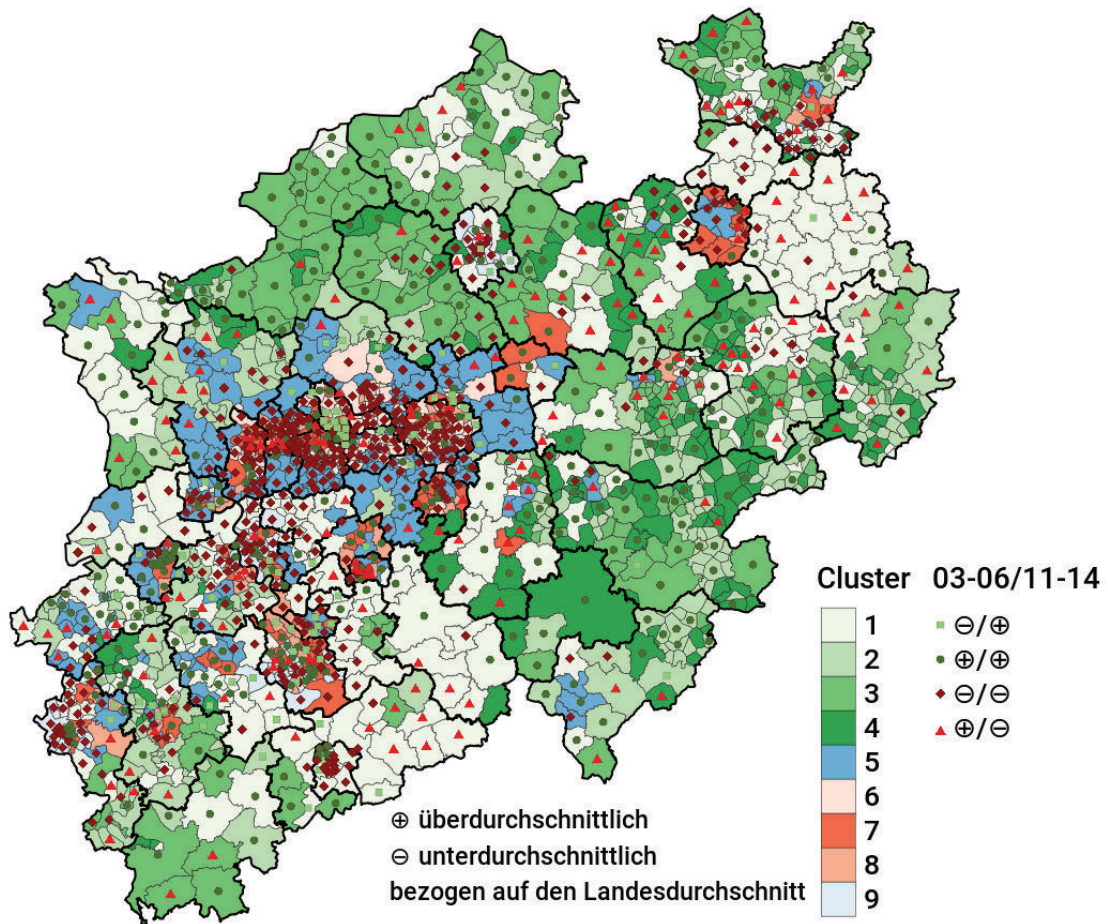 Cluster 03-06/11-14
1 ⊖/⊕
2 ⊕/⊕
3 ⊖/⊖
4 ⊕/⊖
5
6
7
8
9
⊕ überdurchschnittlich
⊖ unterdurchschnittlich
bezogen auf den Landesdurchschnitt